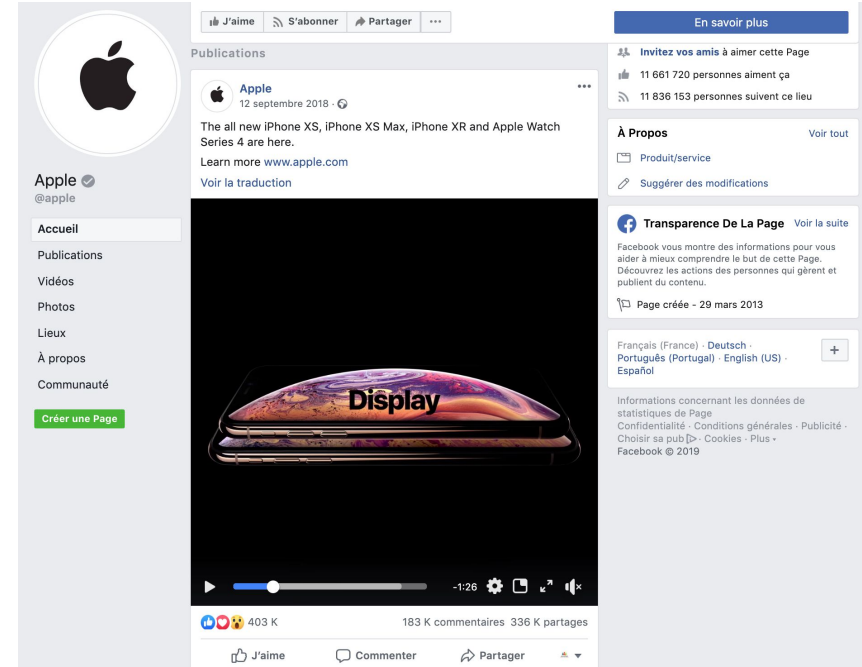 J'aime S'abonner Partager ...
En savoir plus
Apple
@apple
Accueil
Publications
Vidéos
Photos
Lieux
À propos
Communauté
Créer une Page
Publications
Apple
12 septembre 2018 ·
The all new iPhone XS, iPhone XS Max, iPhone XR and Apple Watch
Series 4 are here.
Learn more www.apple.com
Voir la traduction
Display
-1:26
403 K 183 K commentaires 336 K partages
J'aime Commenter Partager
Invitez vos amis à aimer cette Page
11 661 720 personnes aiment ça
11 836 153 personnes suivent ce lieu
À Propos Voir tout
Produit/service
Suggérer des modifications
Transparence De La Page Voir la suite
Facebook vous montre des informations pour vous
aider à mieux comprendre le but de cette Page.
Découvrez les actions des personnes qui gèrent et
publient du contenu.
Page créée - 29 mars 2013
Français (France) · Deutsch ·
Português (Portugal) · English (US) ·
Español
+
Informations concernant les données de
statistiques de Page
Confidentialité · Conditions générales · Publicité ·
Choisir sa pub · Cookies · Plus
Facebook © 2019